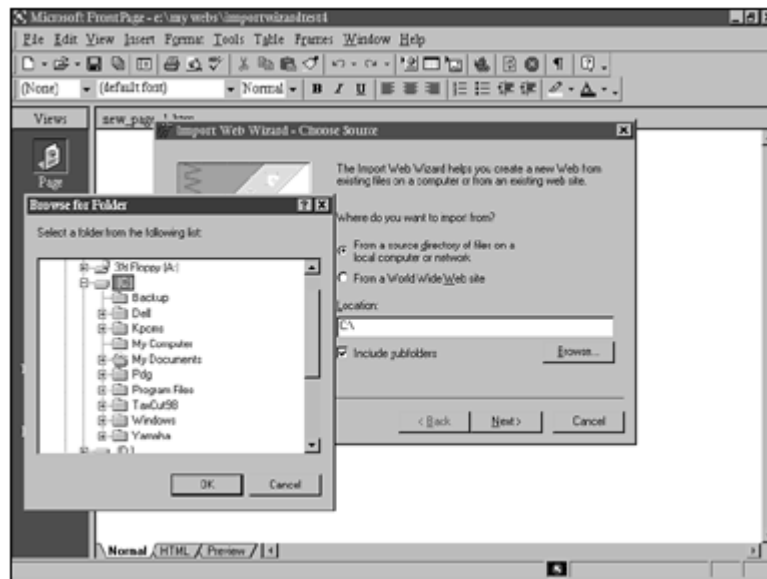 Microsoft FrontPage - e:\my webs\importwizardtest4
File Edit View Insert Format Tools Table Frames Window Help
(None) (default font) Normal B I U
Views
new_page_1.htm
Page
Import Web Wizard - Choose Source
The Import Web Wizard helps you create a new Web from
existing files on a computer or from an existing web site.
Where do you want to import from?
From a source directory of files on a
local computer or network
From a World Wide Web site
Location:
C:\
Include subfolders
Browse...
< Back Next > Cancel
Browse for Folder
Select a folder from the following list:
3½ Floppy (A:)
Backup
Dell
Kpcms
My Computer
My Documents
Pdg
Program Files
TaxCut98
Windows
Yamaha
OK Cancel
Normal HTML Preview